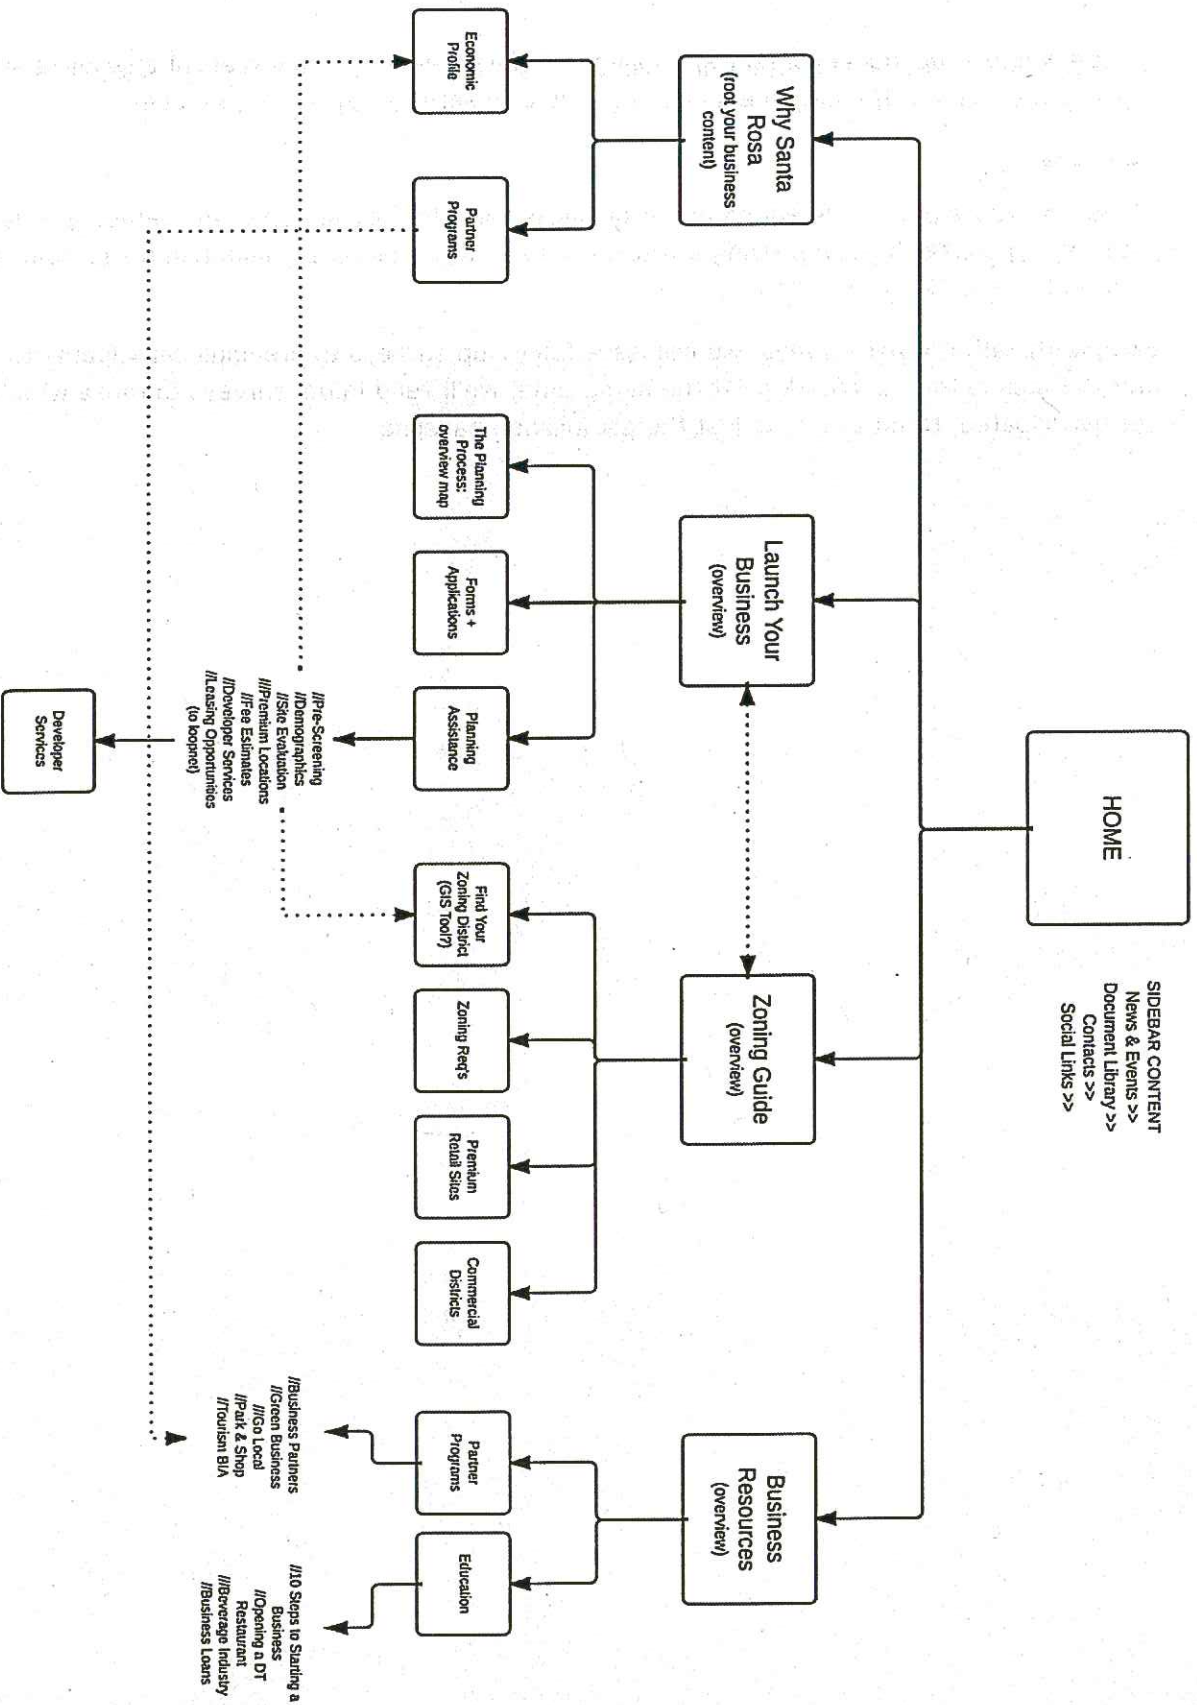 HOME
SIDEBAR CONTENT
News & Events >>
Document Library >>
Contacts >>
Social Links >>
Why Santa
Rosa
(root your business
content)
Launch Your
Business
(overview)
Zoning Guide
(overview)
Business
Resources
(overview)
Economic
Profile
Partner
Programs
The Planning
Process:
overview map
Forms +
Applications
Planning
Assistance
Find Your
Zoning District
(GIS Tool?)
Zoning Req's
Premium
Retail Sites
Commercial
Districts
Partner
Programs
Education
//Pre-Screening
//Demographics
//Site Evaluation
///Premium Locations
//Fee Estimates
//Developer Services
//Leasing Opportunities
(to loopnet)
//Business Partners
//Green Business
///Go Local
//Park & Shop
//Tourism BIA
//10 Steps to Starting a
Business
//Opening a DT
Restaurant
///Beverage Industry
//Business Loans
Developer
Services